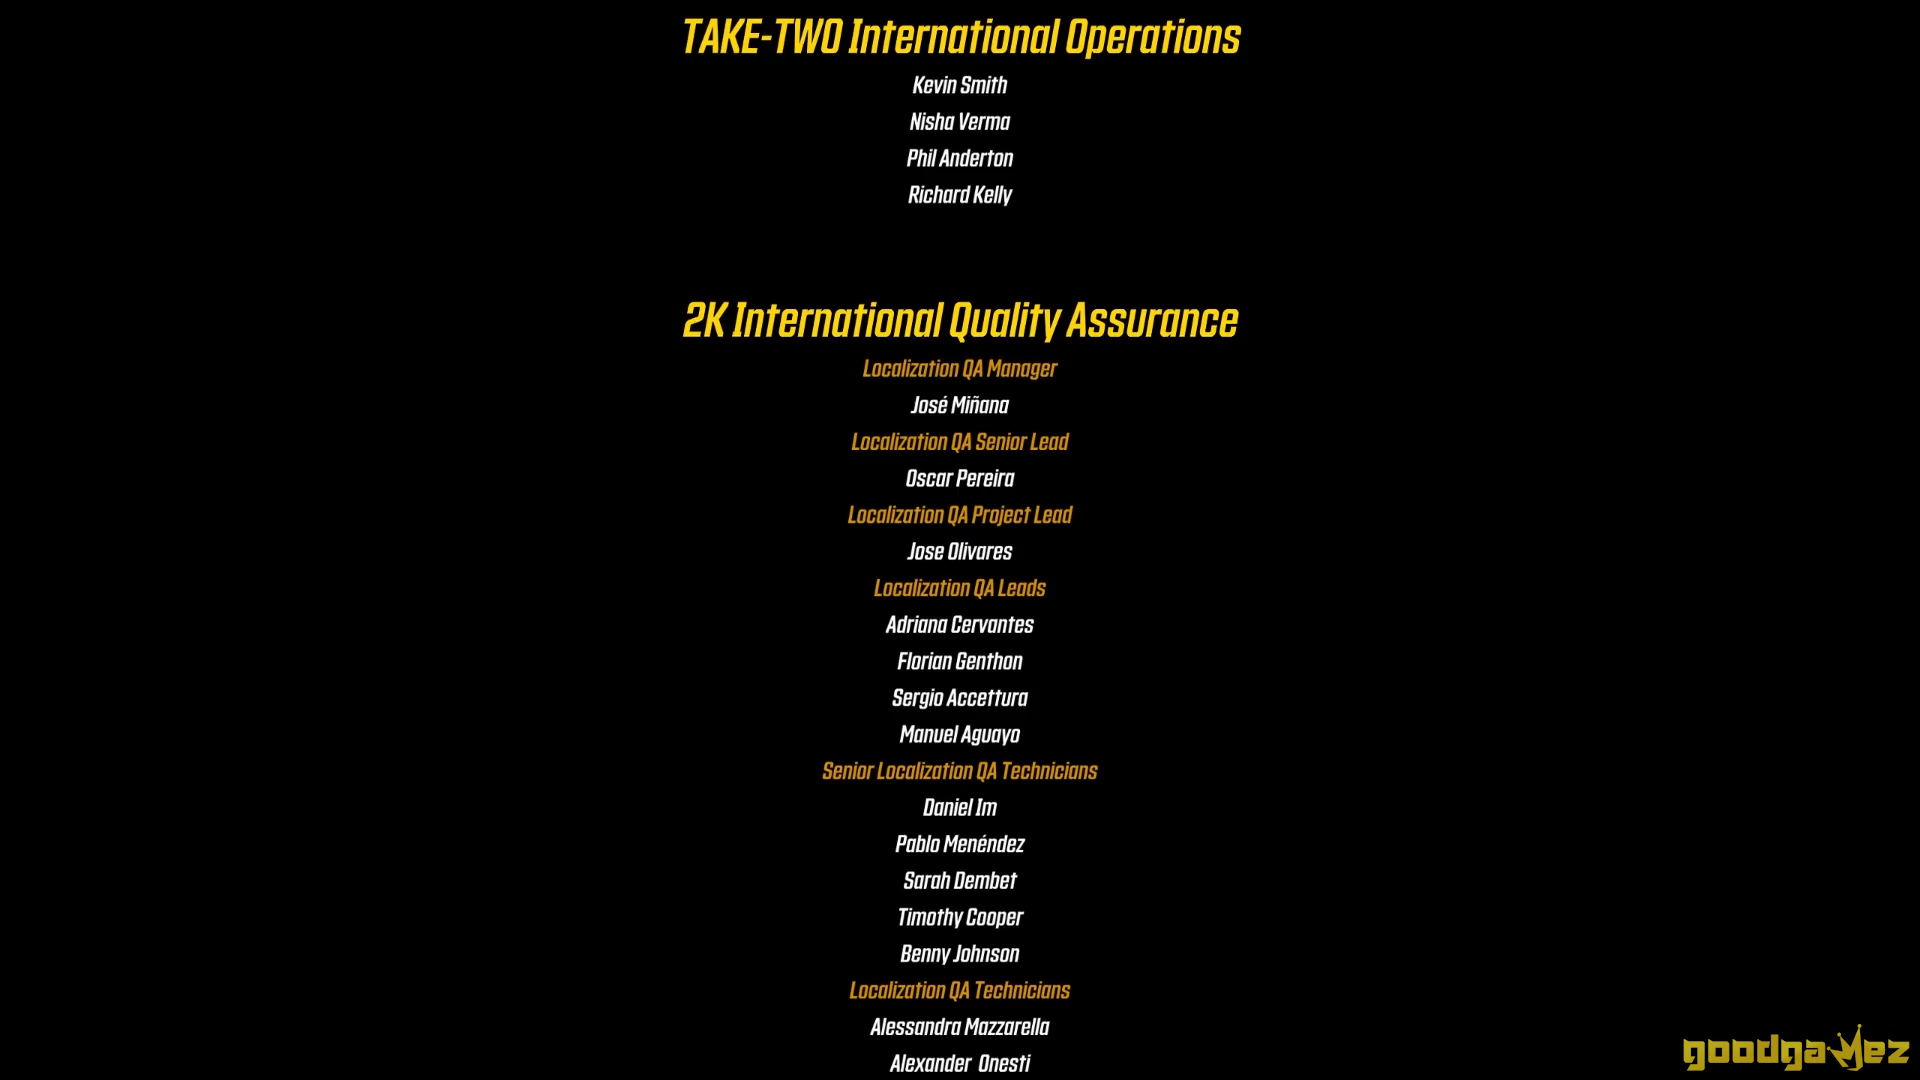 TAKE-TWO International Operations
Kevin Smith
Nisha Verma
Phil Anderton
Richard Kelly
2K International Quality Assurance
Localization QA Manager
José Miñana
Localization QA Senior Lead
Oscar Pereira
Localization QA Project Lead
Jose Olivares
Localization QA Leads
Adriana Cervantes
Florian Genthon
Sergio Accettura
Manuel Aguayo
Senior Localization QA Technicians
Daniel Im
Pablo Menéndez
Sarah Dembet
Timothy Cooper
Benny Johnson
Localization QA Technicians
Alessandra Mazzarella
Alexander Onesti
goodgamez